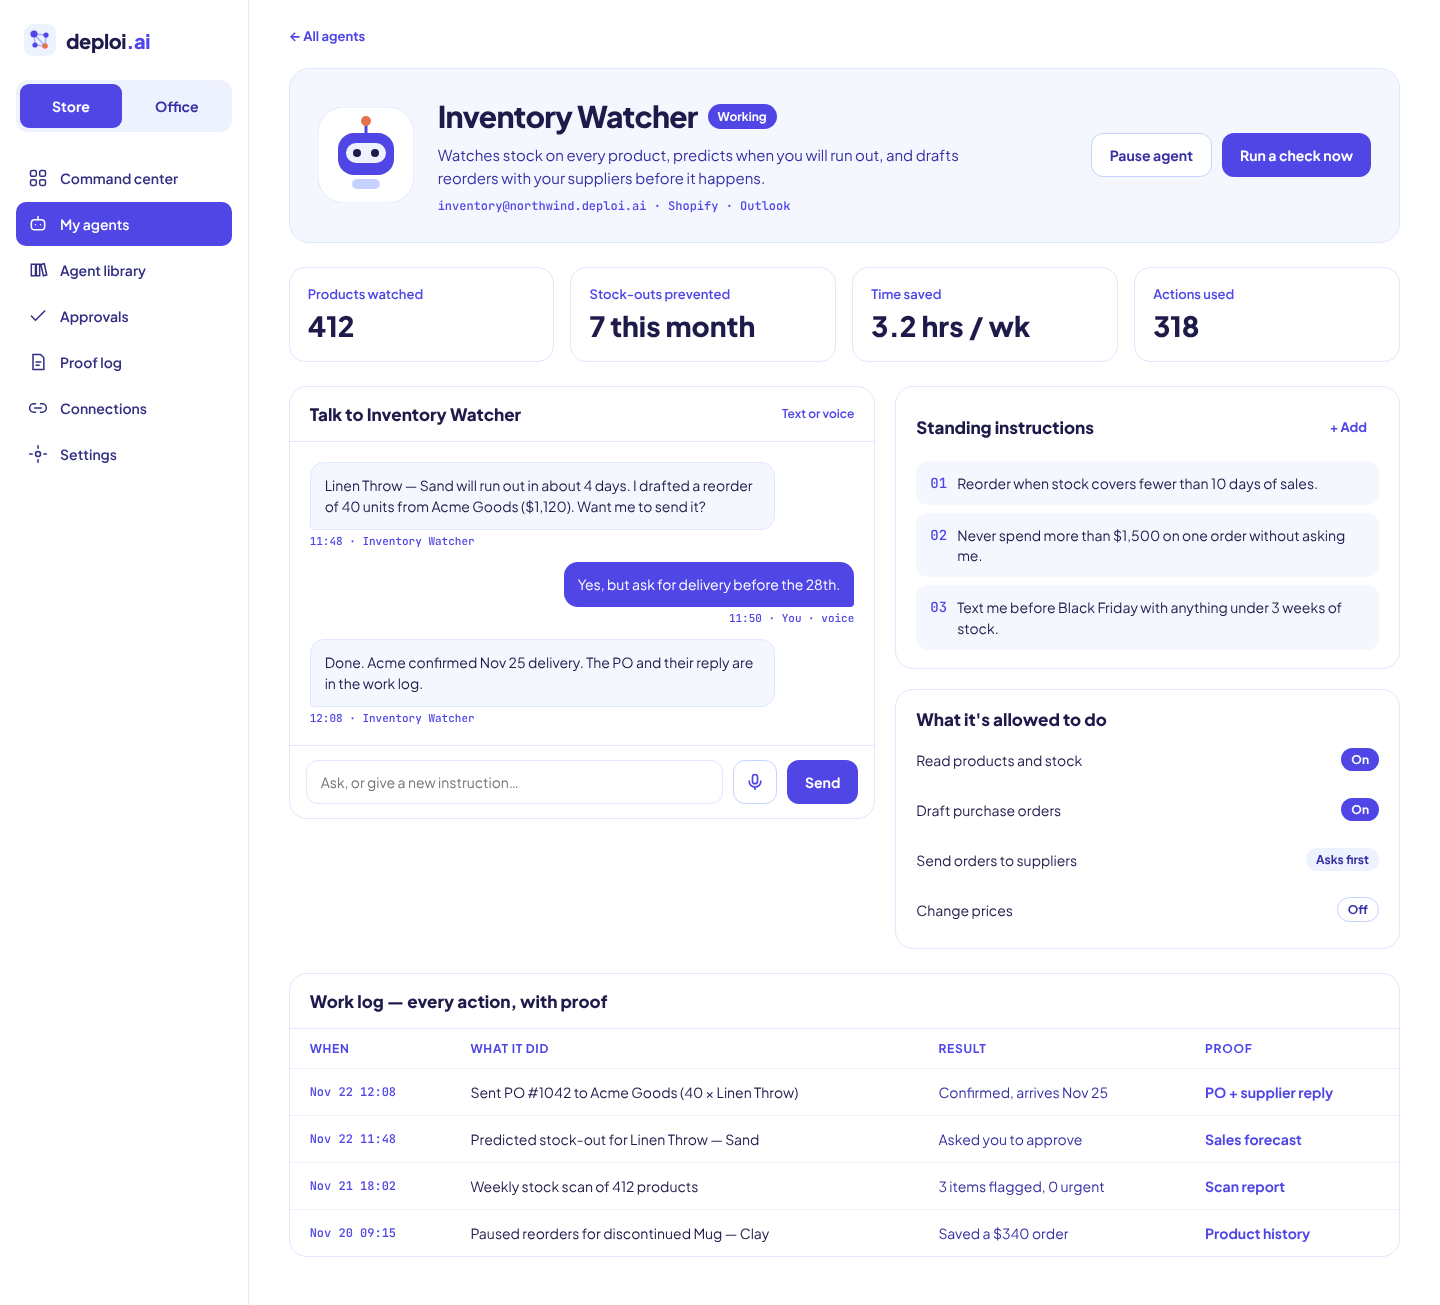 deploi.ai
Store
Office
Command center
My agents
Agent library
Approvals
Proof log
Connections
Settings
← All agents
Inventory Watcher
Working
Watches stock on every product, predicts when you will run out, and drafts
reorders with your suppliers before it happens.
inventory@northwind.deploi.ai · Shopify · Outlook
Pause agent
Run a check now
Products watched
412
Stock-outs prevented
7 this month
Time saved
3.2 hrs / wk
Actions used
318
Talk to Inventory Watcher
Text or voice
Linen Throw — Sand will run out in about 4 days. I drafted a reorder
of 40 units from Acme Goods ($1,120). Want me to send it?
11:48 · Inventory Watcher
Yes, but ask for delivery before the 28th.
11:50 · You · voice
Done. Acme confirmed Nov 25 delivery. The PO and their reply are
in the work log.
12:08 · Inventory Watcher
Ask, or give a new instruction...
Send
Standing instructions
+ Add
01 Reorder when stock covers fewer than 10 days of sales.
02 Never spend more than $1,500 on one order without asking
me.
03 Text me before Black Friday with anything under 3 weeks of
stock.
What it's allowed to do
Read products and stock On
Draft purchase orders On
Send orders to suppliers Asks first
Change prices Off
Work log — every action, with proof
WHEN WHAT IT DID RESULT PROOF
Nov 22 12:08 Sent PO #1042 to Acme Goods (40 × Linen Throw) Confirmed, arrives Nov 25 PO + supplier reply
Nov 22 11:48 Predicted stock-out for Linen Throw — Sand Asked you to approve Sales forecast
Nov 21 18:02 Weekly stock scan of 412 products 3 items flagged, 0 urgent Scan report
Nov 20 09:15 Paused reorders for discontinued Mug — Clay Saved a $340 order Product history